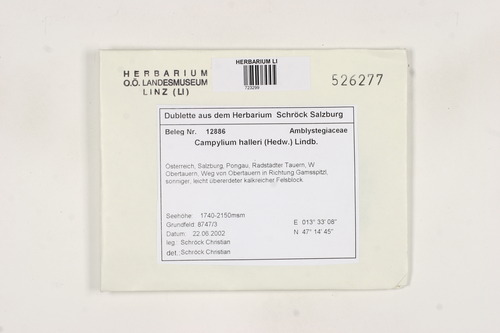 HERBARIUM
O.Ö. LANDESMUSEUM
LINZ (LI)
HERBARIUM LI
723299
526277
Dublette aus dem Herbarium Schröck Salzburg
Beleg Nr. 12886 Amblystegiaceae
Campylium halleri (Hedw.) Lindb.
Österreich, Salzburg, Pongau, Radstädter Tauern, W
Obertauern, Weg von Obertauern in Richtung Gamsspitzl,
sonniger, leicht übererdeter kalkreicher Felsblock.
Seehöhe: 1740-2150msm
Grundfeld: 8747/3
Datum: 22.06.2002
leg.: Schröck Christian
det.: Schröck Christian
E 013° 33' 08"
N 47° 14' 45"